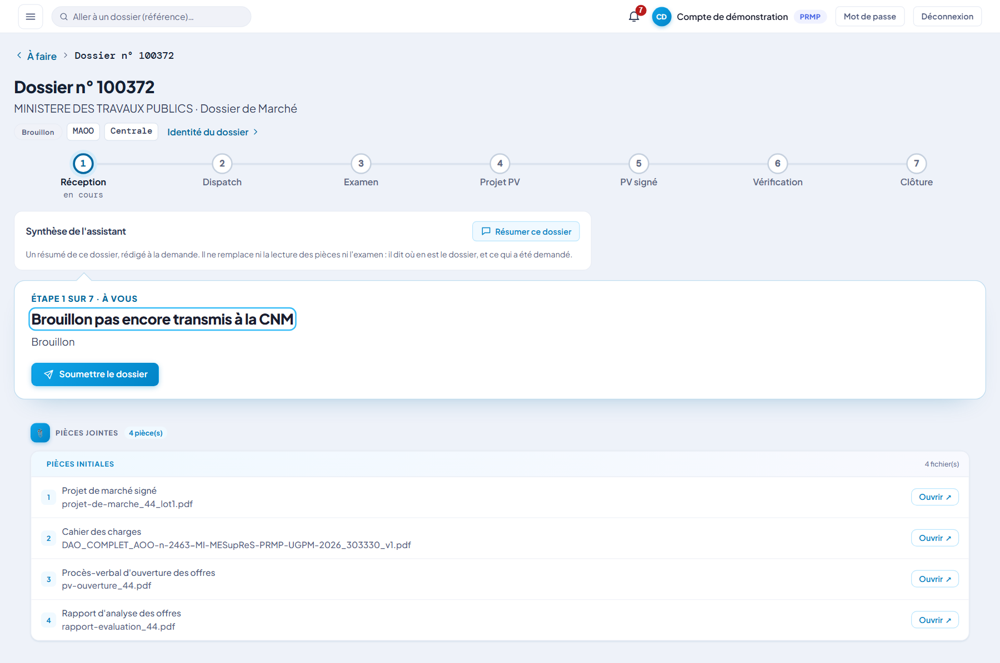 Aller à un dossier (référence)...
7
CD
Compte de démonstration
PRMP
Mot de passe
Déconnexion
À faire
Dossier n° 100372
Dossier n° 100372
MINISTERE DES TRAVAUX PUBLICS · Dossier de Marché
Brouillon
MAOO
Centrale
Identité du dossier
1
2
3
4
5
6
7
Réception
Dispatch
Examen
Projet PV
PV signé
Vérification
Clôture
en cours
Synthèse de l'assistant
Résumer ce dossier
Un résumé de ce dossier, rédigé à la demande. Il ne remplace ni la lecture des pièces ni l'examen : il dit où en est le dossier, et ce qui a été demandé.
ÉTAPE 1 SUR 7 · À VOUS
Brouillon pas encore transmis à la CNM
Brouillon
Soumettre le dossier
PIÈCES JOINTES
4 pièce(s)
PIÈCES INITIALES
4 fichier(s)
1
Projet de marché signé
projet-de-marche_44_lot1.pdf
Ouvrir ↗
2
Cahier des charges
DAO_COMPLET_AOO-n-2463-MI-MESupReS-PRMP-UGPM-2026_303330_v1.pdf
Ouvrir ↗
3
Procès-verbal d'ouverture des offres
pv-ouverture_44.pdf
Ouvrir ↗
4
Rapport d'analyse des offres
rapport-evaluation_44.pdf
Ouvrir ↗